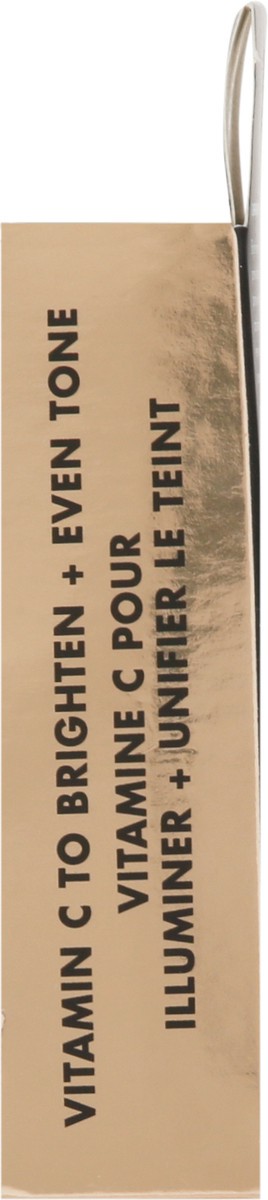 VITAMIN C TO BRIGHTEN + EVEN TONE
VITAMINE C POUR
ILLUMINER + UNIFIER LE TEINT